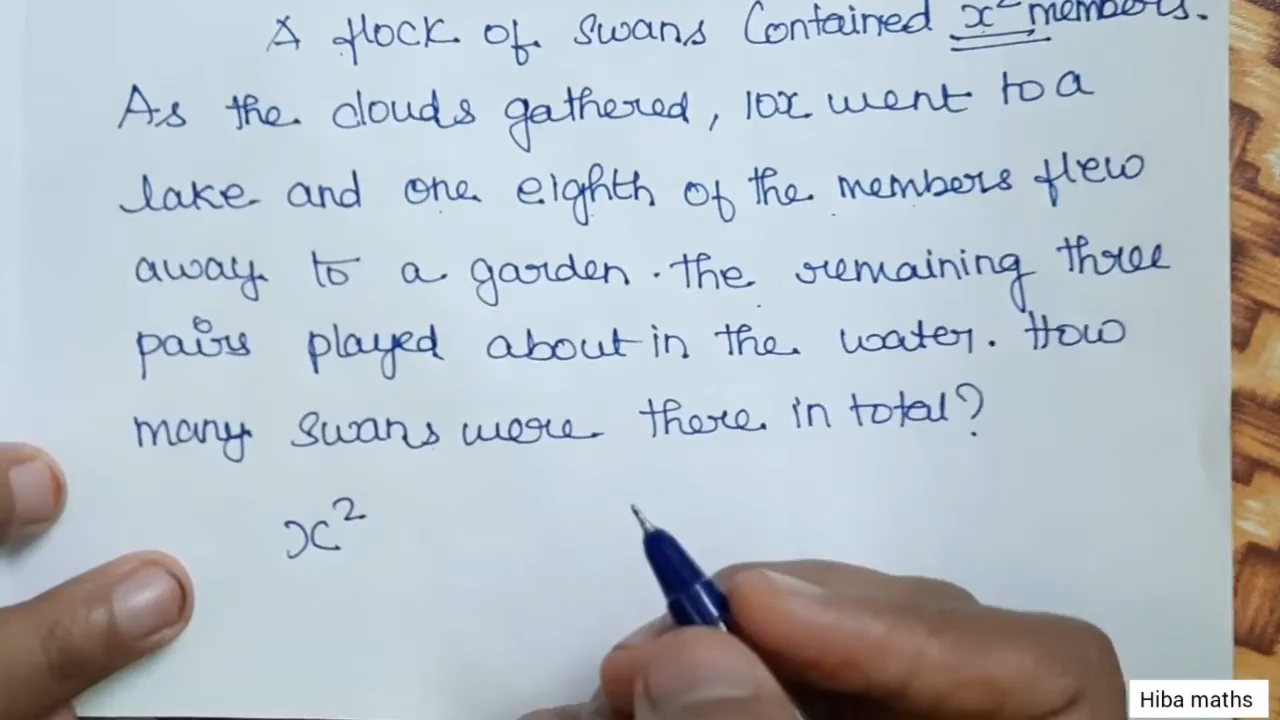 A flock of swans Contained x² members.
As the clouds gathered, 10x went to a
lake and one eighth of the members flew
away to a garden. the remaining three
pairs played about in the water. How
many swans were there in total?
x²
Hiba maths